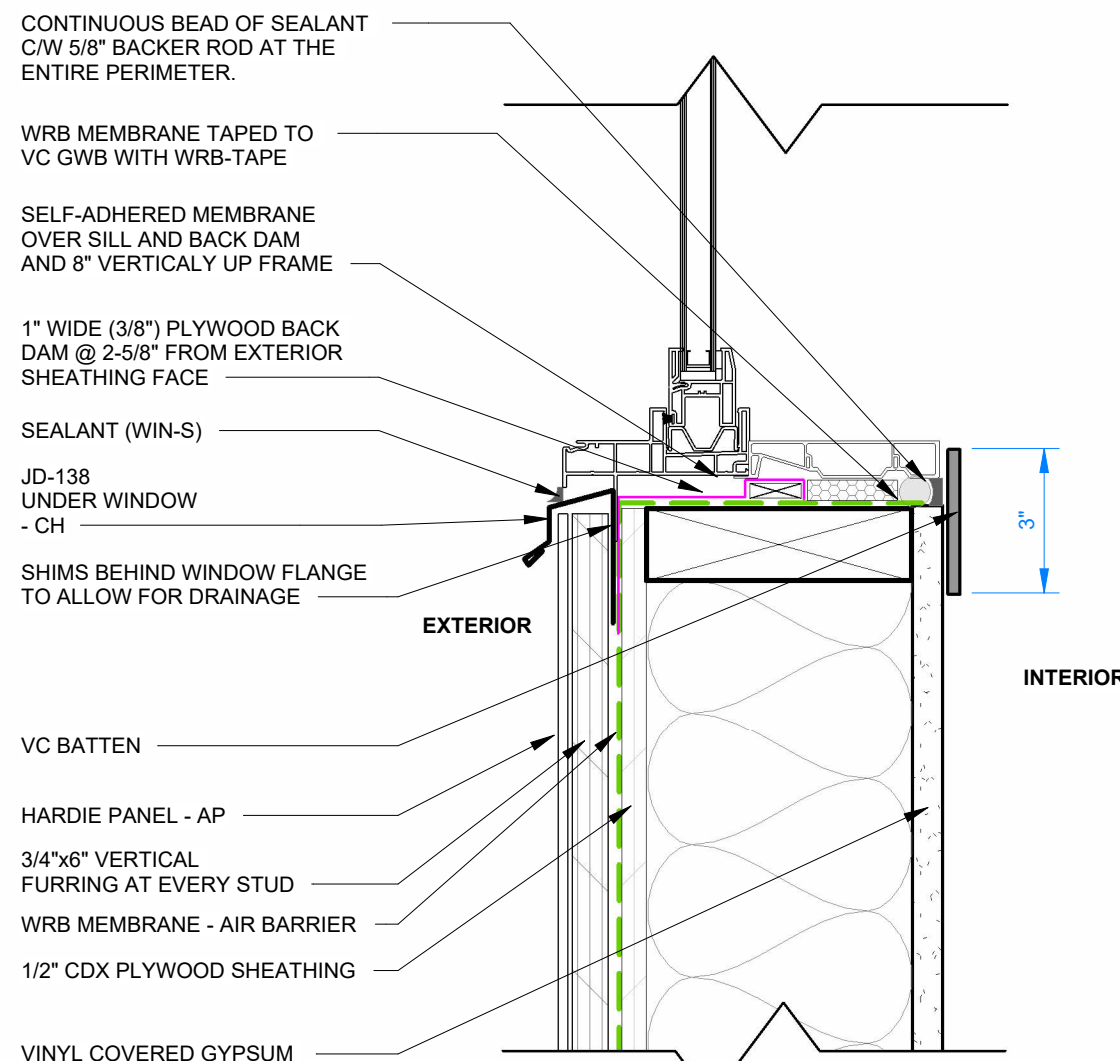 CONTINUOUS BEAD OF SEALANT
C/W 5/8" BACKER ROD AT THE
ENTIRE PERIMETER.
WRB MEMBRANE TAPED TO
VC GWB WITH WRB-TAPE
SELF-ADHERED MEMBRANE
OVER SILL AND BACK DAM
AND 8" VERTICALY UP FRAME
1" WIDE (3/8") PLYWOOD BACK
DAM @ 2-5/8" FROM EXTERIOR
SHEATHING FACE
SEALANT (WIN-S)
JD-138
UNDER WINDOW
- CH
SHIMS BEHIND WINDOW FLANGE
TO ALLOW FOR DRAINAGE
EXTERIOR
3"
INTERIOR
VC BATTEN
HARDIE PANEL - AP
3/4"x6" VERTICAL
FURRING AT EVERY STUD
WRB MEMBRANE - AIR BARRIER
1/2" CDX PLYWOOD SHEATHING
VINYL COVERED GYPSUM